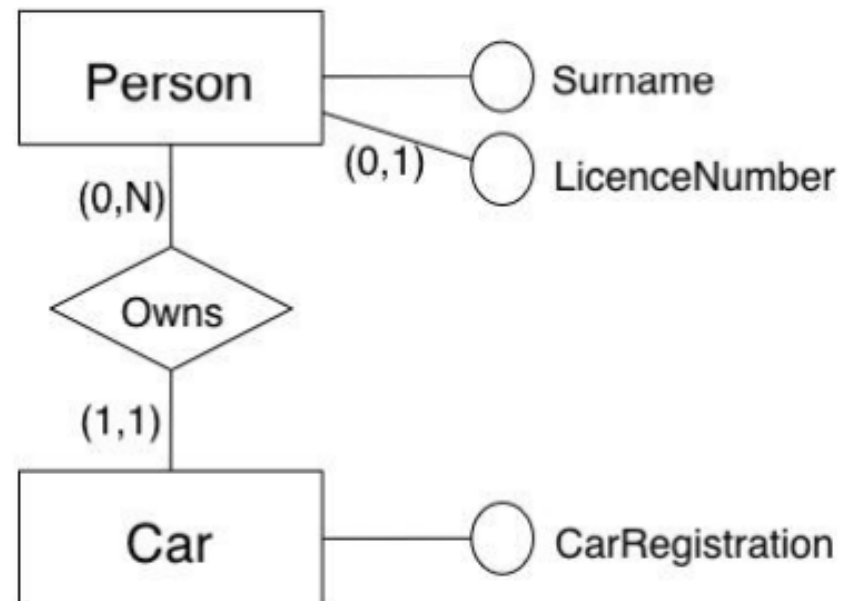 Person
Surname
(0,1)
LicenceNumber
(0,N)
Owns
(1,1)
Car
CarRegistration